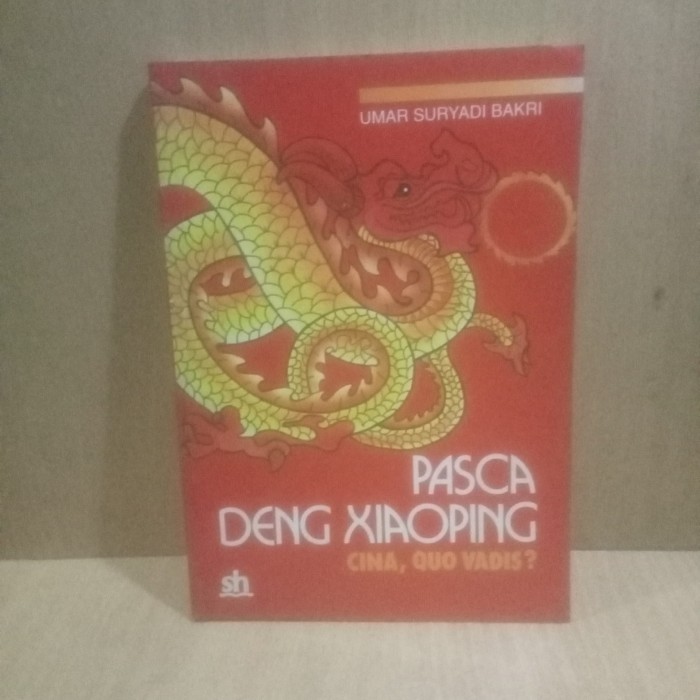 UMAR SURYADI BAKRI
PASCA
DENG XIAOPING
CINA, QUO VADIS?
sh